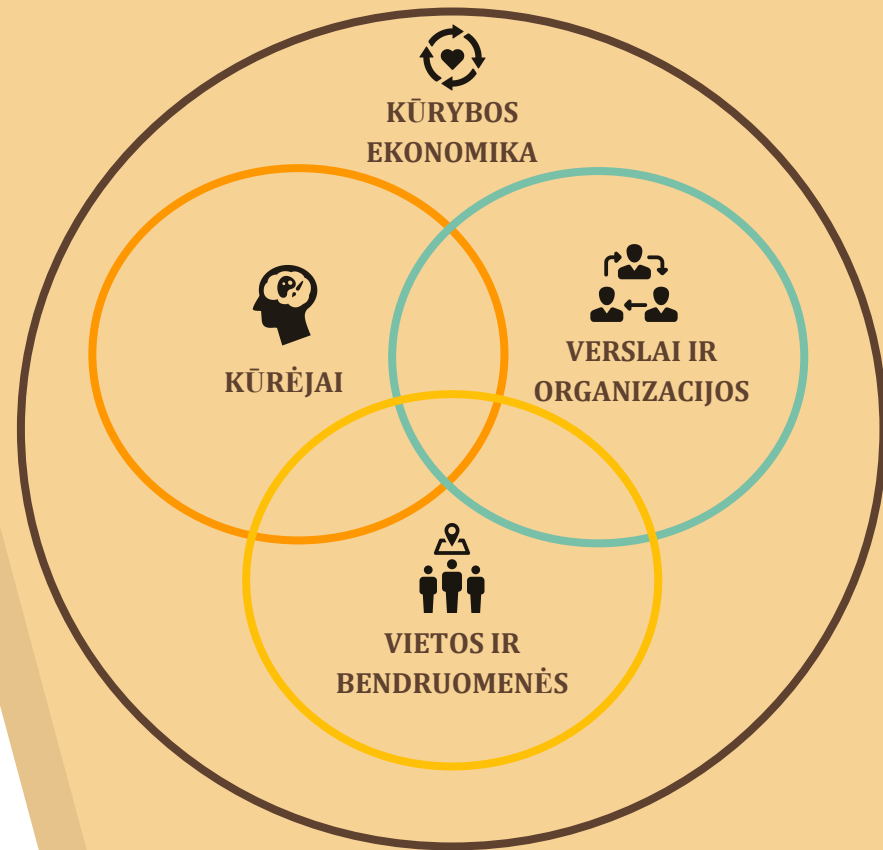 KŪRYBOS
EKONOMIKA
KŪRĖJAI
VERSLAI IR
ORGANIZACIJOS
VIETOS IR
BENDRUOMENĖS